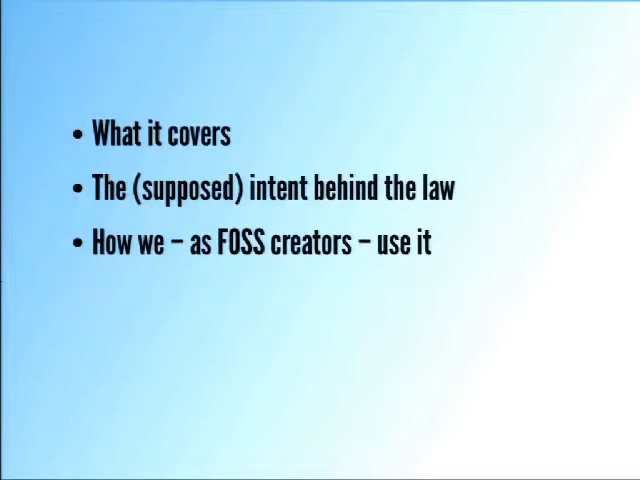 • What it covers
• The (supposed) intent behind the law
• How we – as FOSS creators – use it